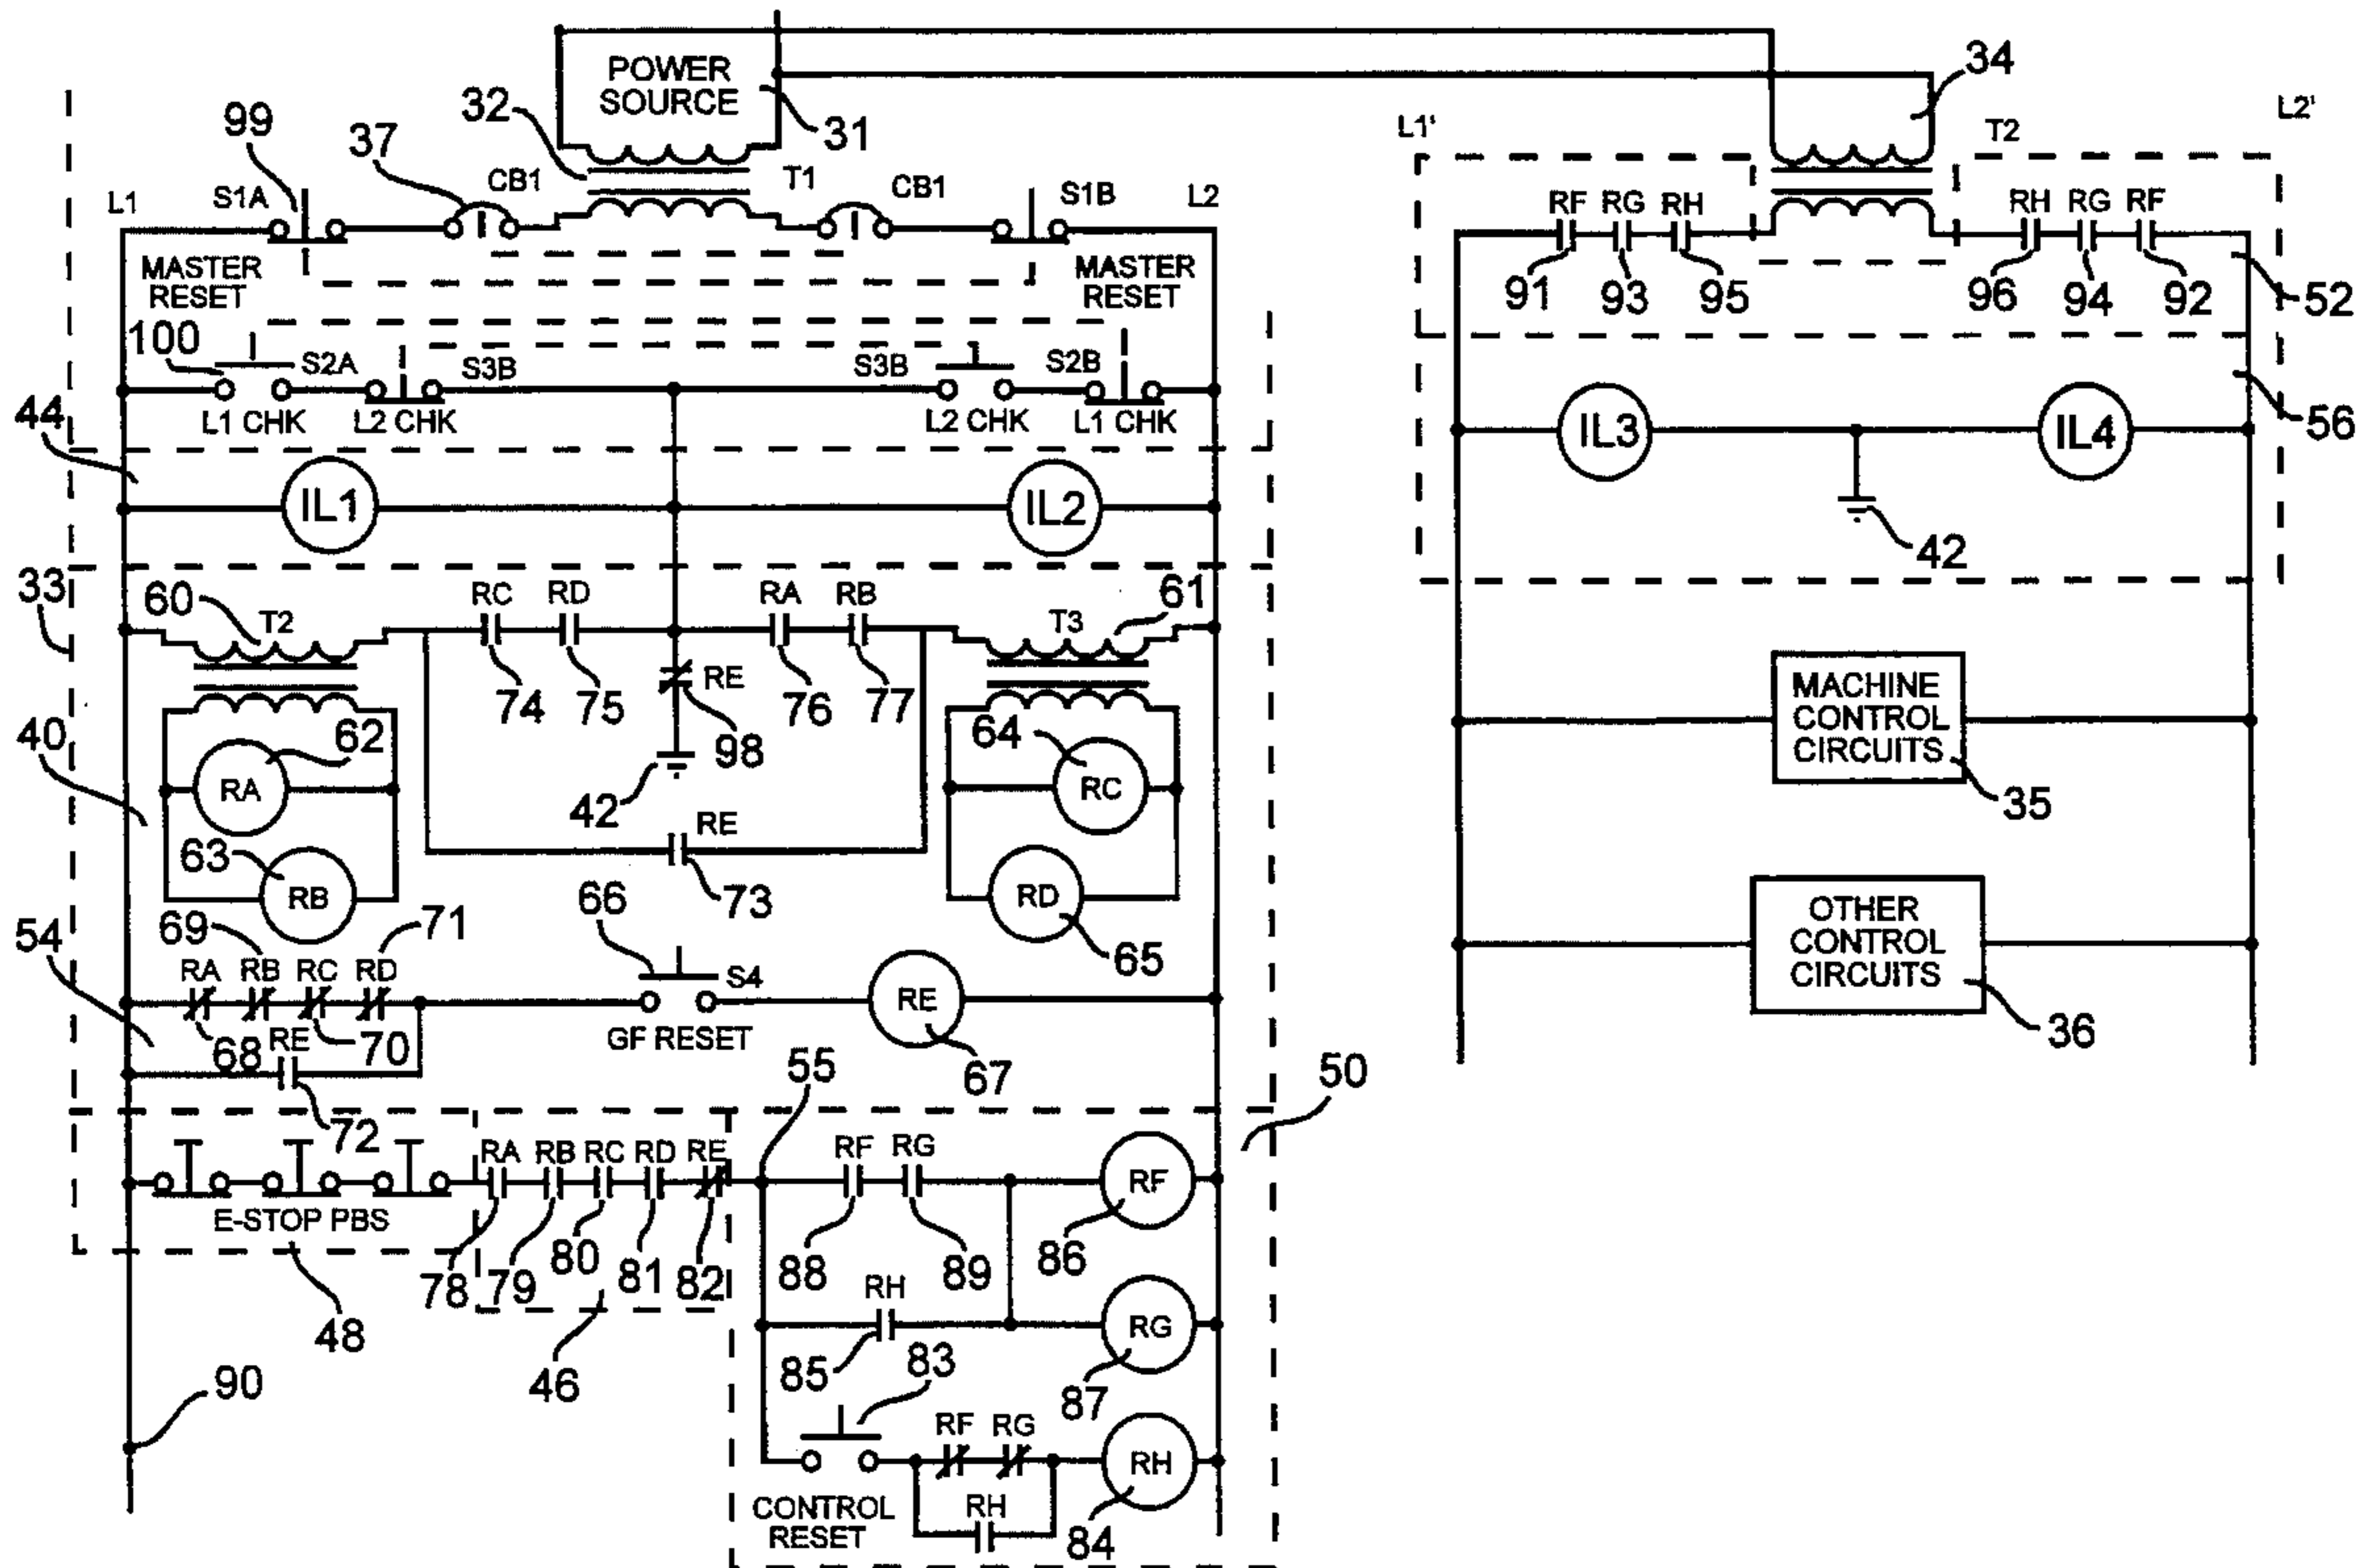 POWER
SOURCE
31
32
34
99
37
CB1
T1
CB1
L1
S1A
S1B
L2
L1'
T2
L2'
RF RG RH
RH RG RF
91 93 95
96 94 92
52
MASTER
RESET
MASTER
RESET
100
S2A
S3B
S3B
S2B
L1 CHK
L2 CHK
L2 CHK
L1 CHK
44
IL1
IL2
IL3
IL4
56
42
33
60
T2
RC RD
RA RB
T3
61
74 75
RE
98
76 77
40
62
RA
63
RB
42
RE
73
64
RC
RD
65
MACHINE
CONTROL
CIRCUITS
35
OTHER
CONTROL
CIRCUITS
36
54
69
71
RA RB RC RD
68
70
RE
72
66
S4
GF RESET
RE
67
55
50
E-STOP PBS
48
RA RB RC RD RE
78 79 80 81 82
46
RF RG
88 89
RF
86
RH
85
RG
87
83
RF RG
RH
84
RH
CONTROL
RESET
90